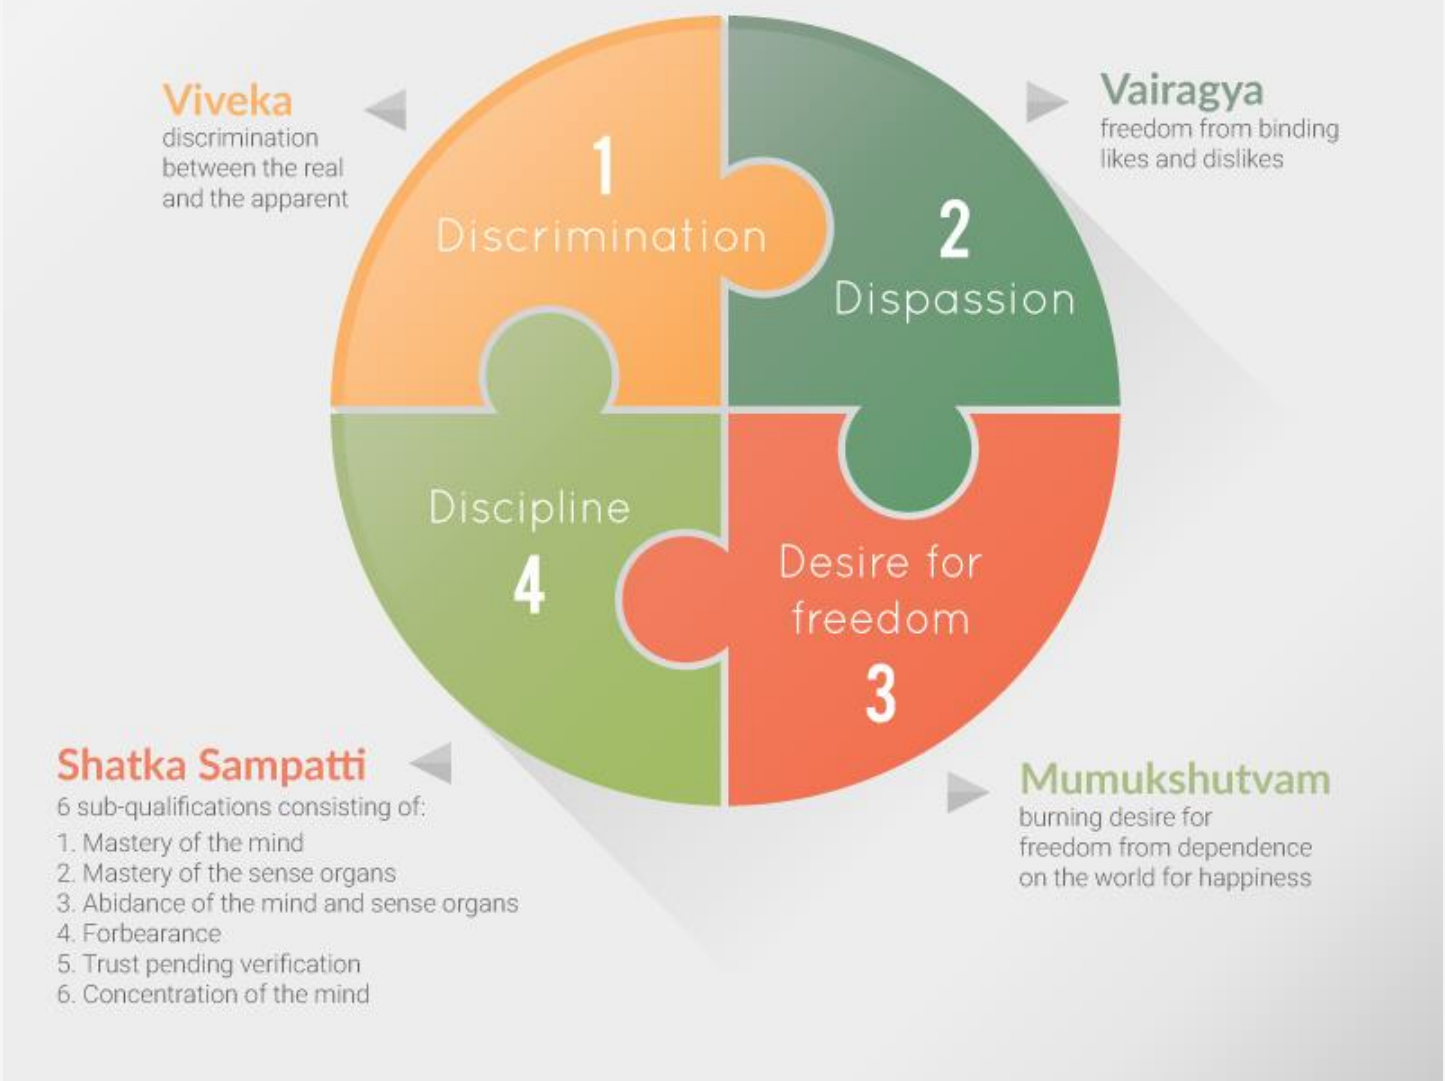 Viveka
discrimination
between the real
and the apparent
1
Discrimination
Vairagya
freedom from binding
likes and dislikes
2
Dispassion
Discipline
4
Desire for
freedom
3
Shatka Sampatti
6 sub-qualifications consisting of:
1. Mastery of the mind
2. Mastery of the sense organs
3. Abidance of the mind and sense organs
4. Forbearance
5. Trust pending verification
6. Concentration of the mind
Mumukshutvam
burning desire for
freedom from dependence
on the world for happiness